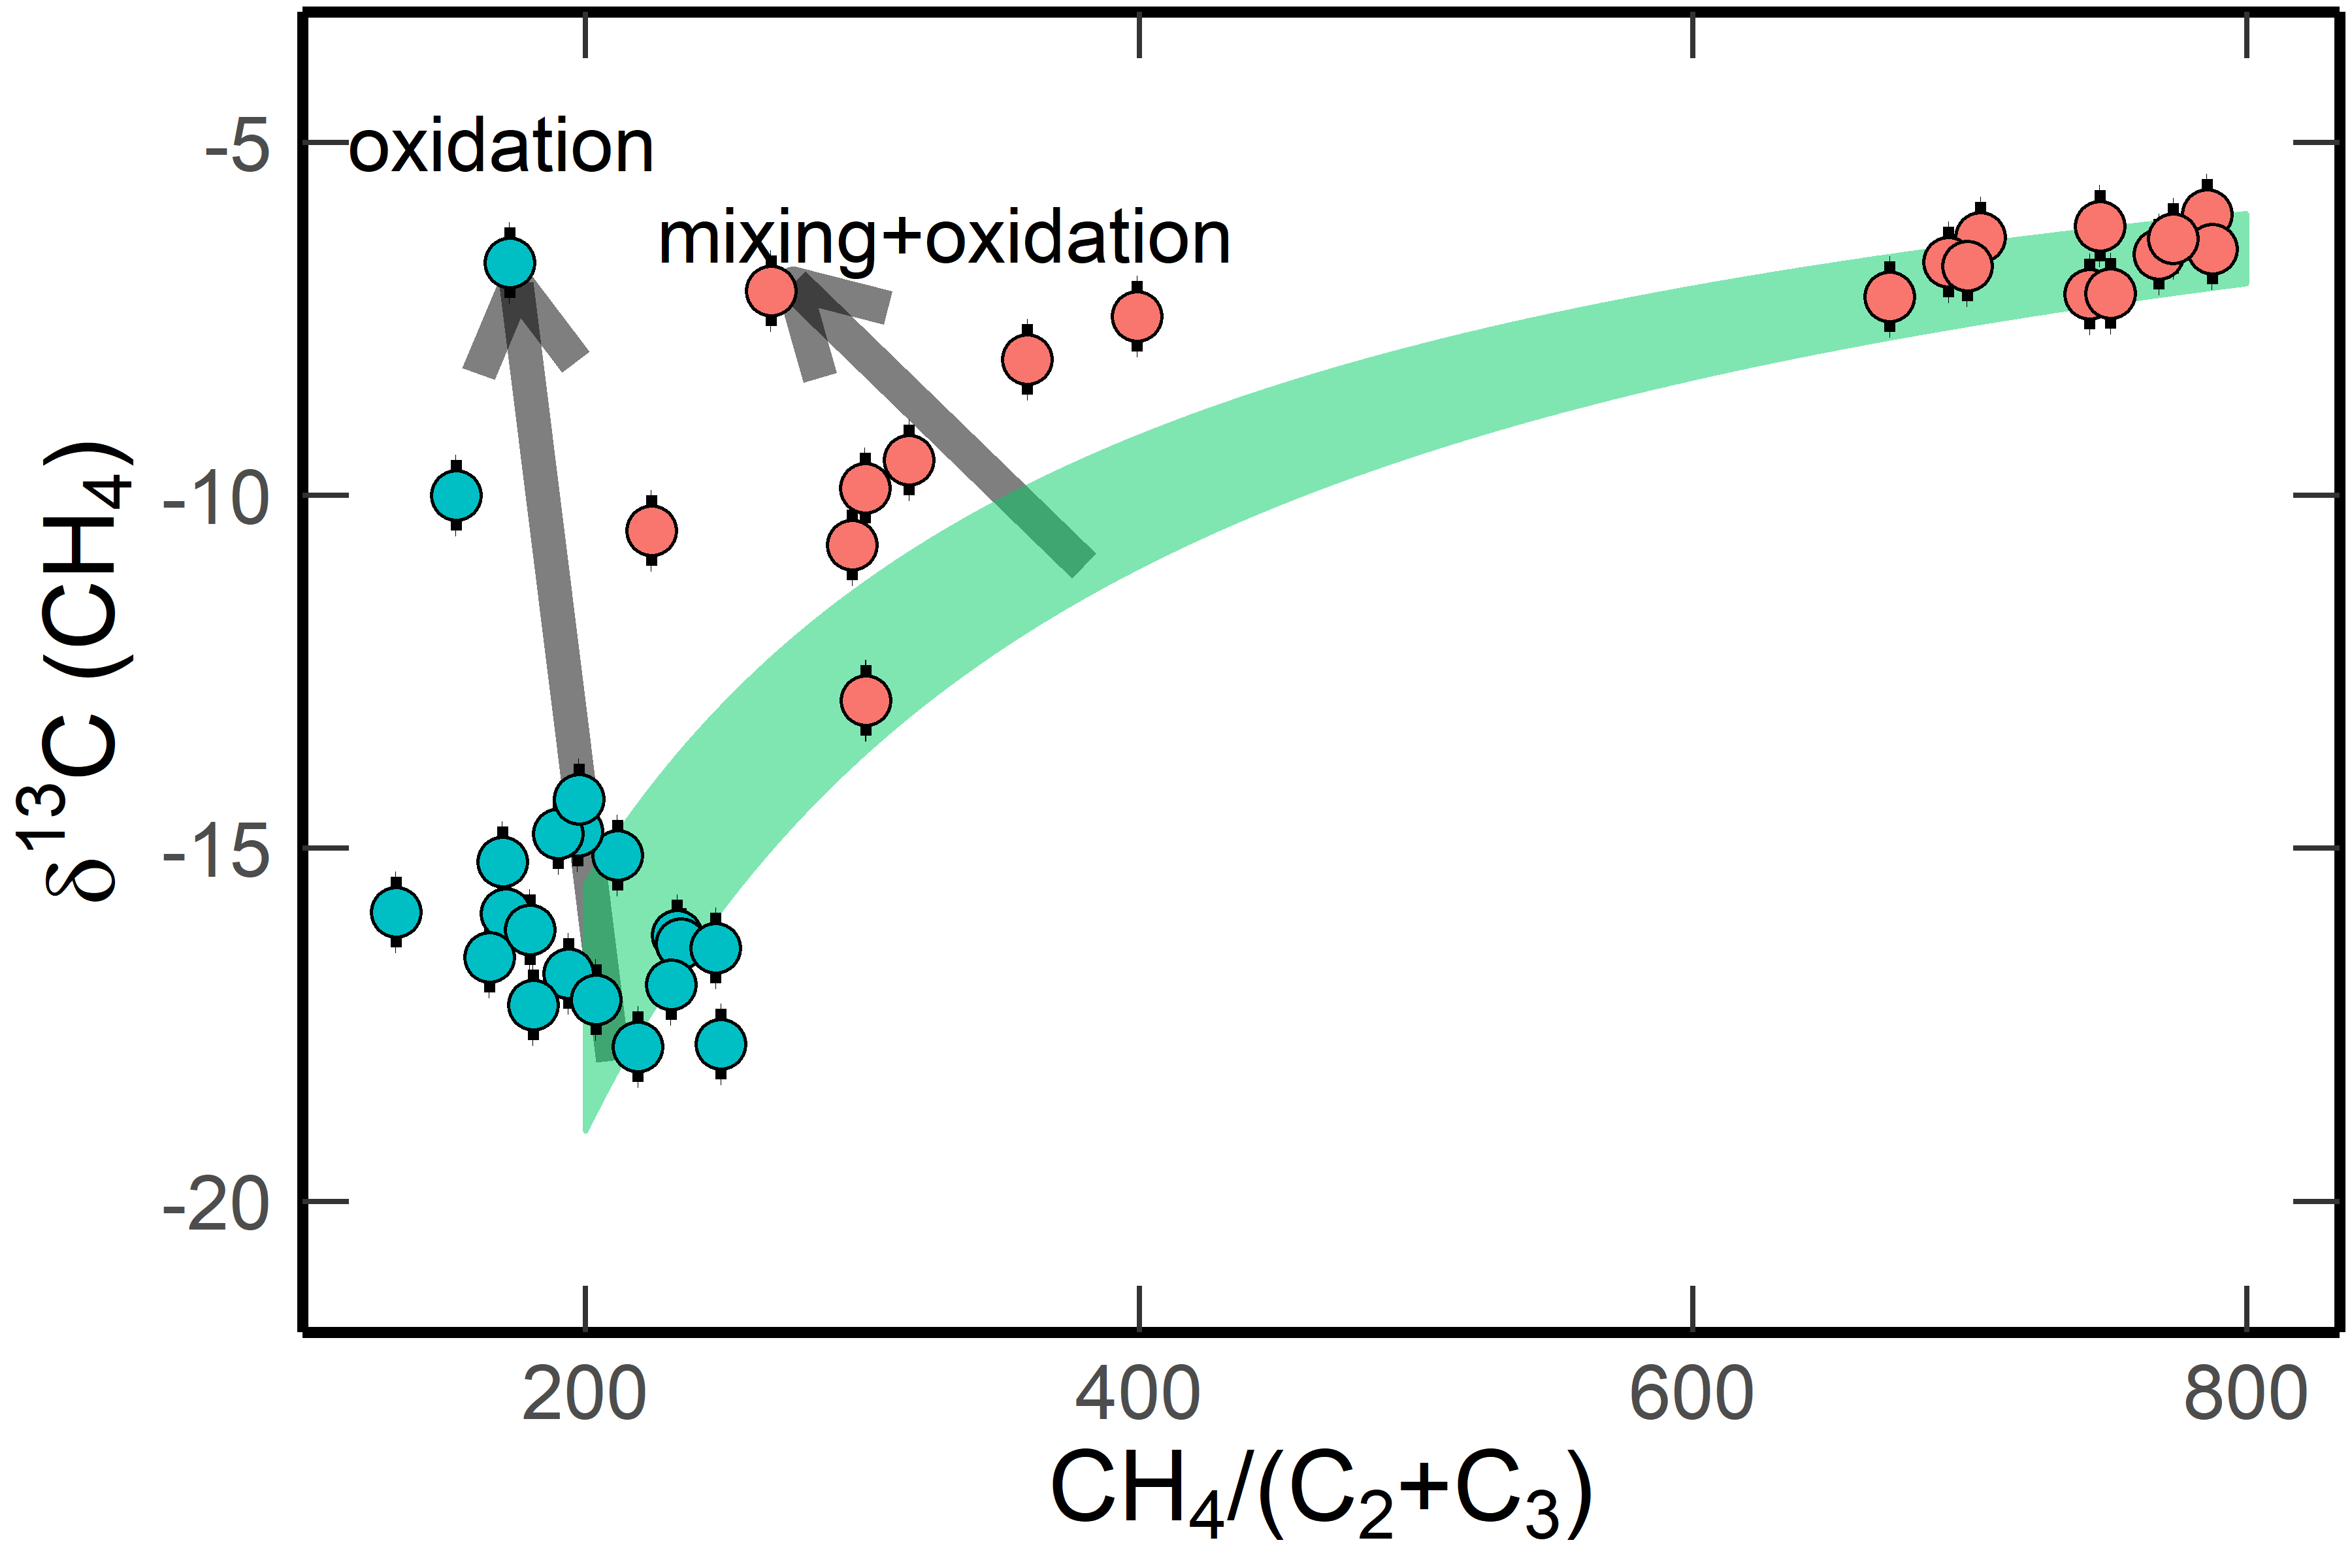 oxidation
mixing+oxidation
-5
-10
-15
-20
δ¹³C (CH₄)
200 400 600 800
CH₄/(C₂+C₃)